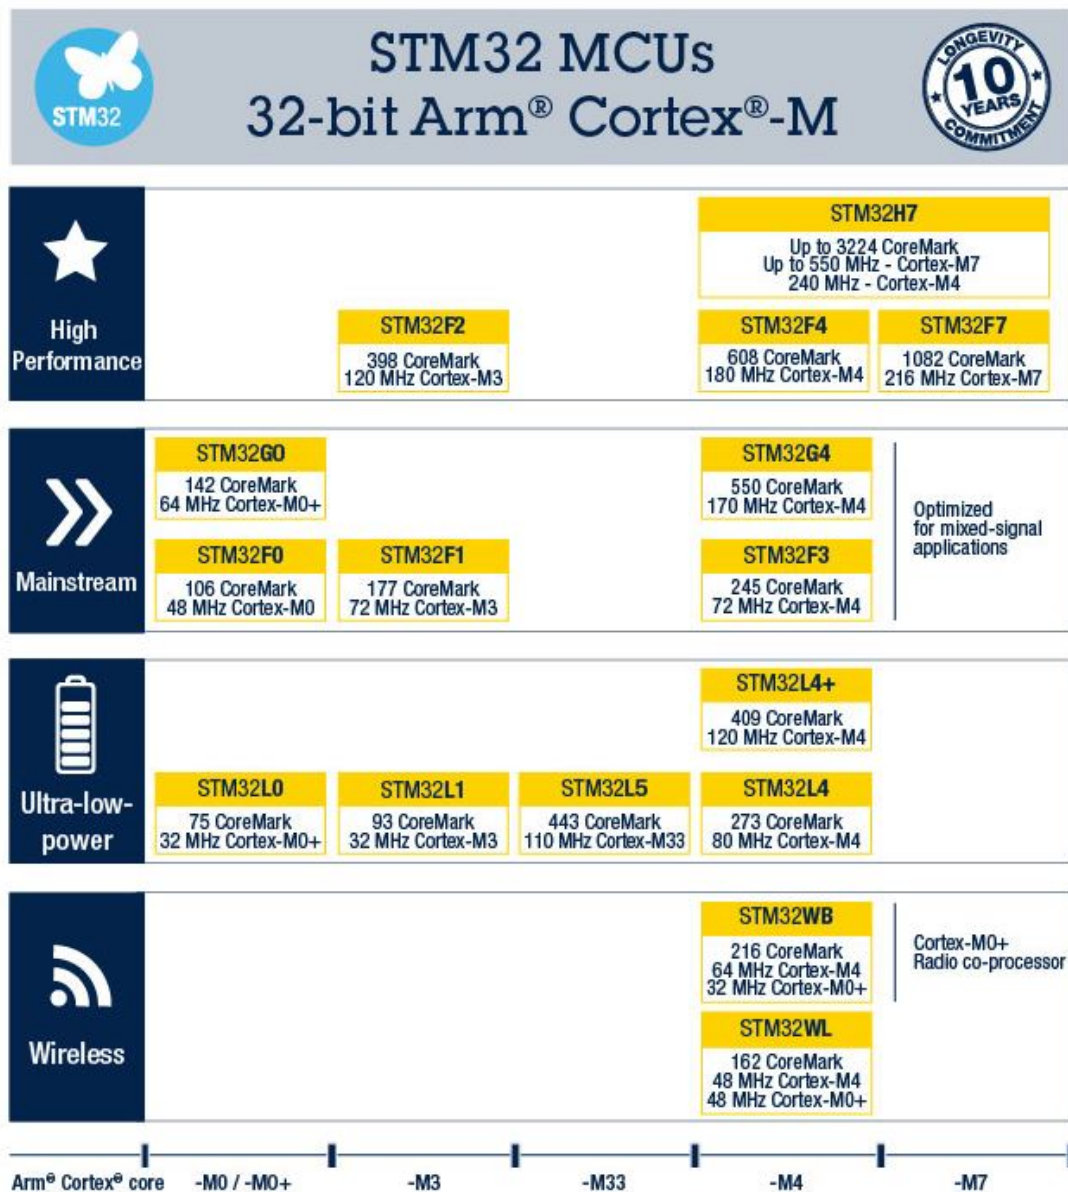 STM32
STM32 MCUs
32-bit Arm® Cortex®-M
LONGEVITY
10
YEARS
COMMITMENT
High
Performance
STM32H7
Up to 3224 CoreMark
Up to 550 MHz - Cortex-M7
240 MHz - Cortex-M4
STM32F2
398 CoreMark
120 MHz Cortex-M3
STM32F4
608 CoreMark
180 MHz Cortex-M4
STM32F7
1082 CoreMark
216 MHz Cortex-M7
Mainstream
STM32G0
142 CoreMark
64 MHz Cortex-M0+
STM32G4
550 CoreMark
170 MHz Cortex-M4
Optimized
for mixed-signal
applications
STM32F0
106 CoreMark
48 MHz Cortex-M0
STM32F1
177 CoreMark
72 MHz Cortex-M3
STM32F3
245 CoreMark
72 MHz Cortex-M4
Ultra-low-
power
STM32L4+
409 CoreMark
120 MHz Cortex-M4
STM32L0
75 CoreMark
32 MHz Cortex-M0+
STM32L1
93 CoreMark
32 MHz Cortex-M3
STM32L5
443 CoreMark
110 MHz Cortex-M33
STM32L4
273 CoreMark
80 MHz Cortex-M4
Wireless
STM32WB
216 CoreMark
64 MHz Cortex-M4
32 MHz Cortex-M0+
Cortex-M0+
Radio co-processor
STM32WL
162 CoreMark
48 MHz Cortex-M4
48 MHz Cortex-M0+
Arm® Cortex® core -M0 / -M0+ -M3 -M33 -M4 -M7